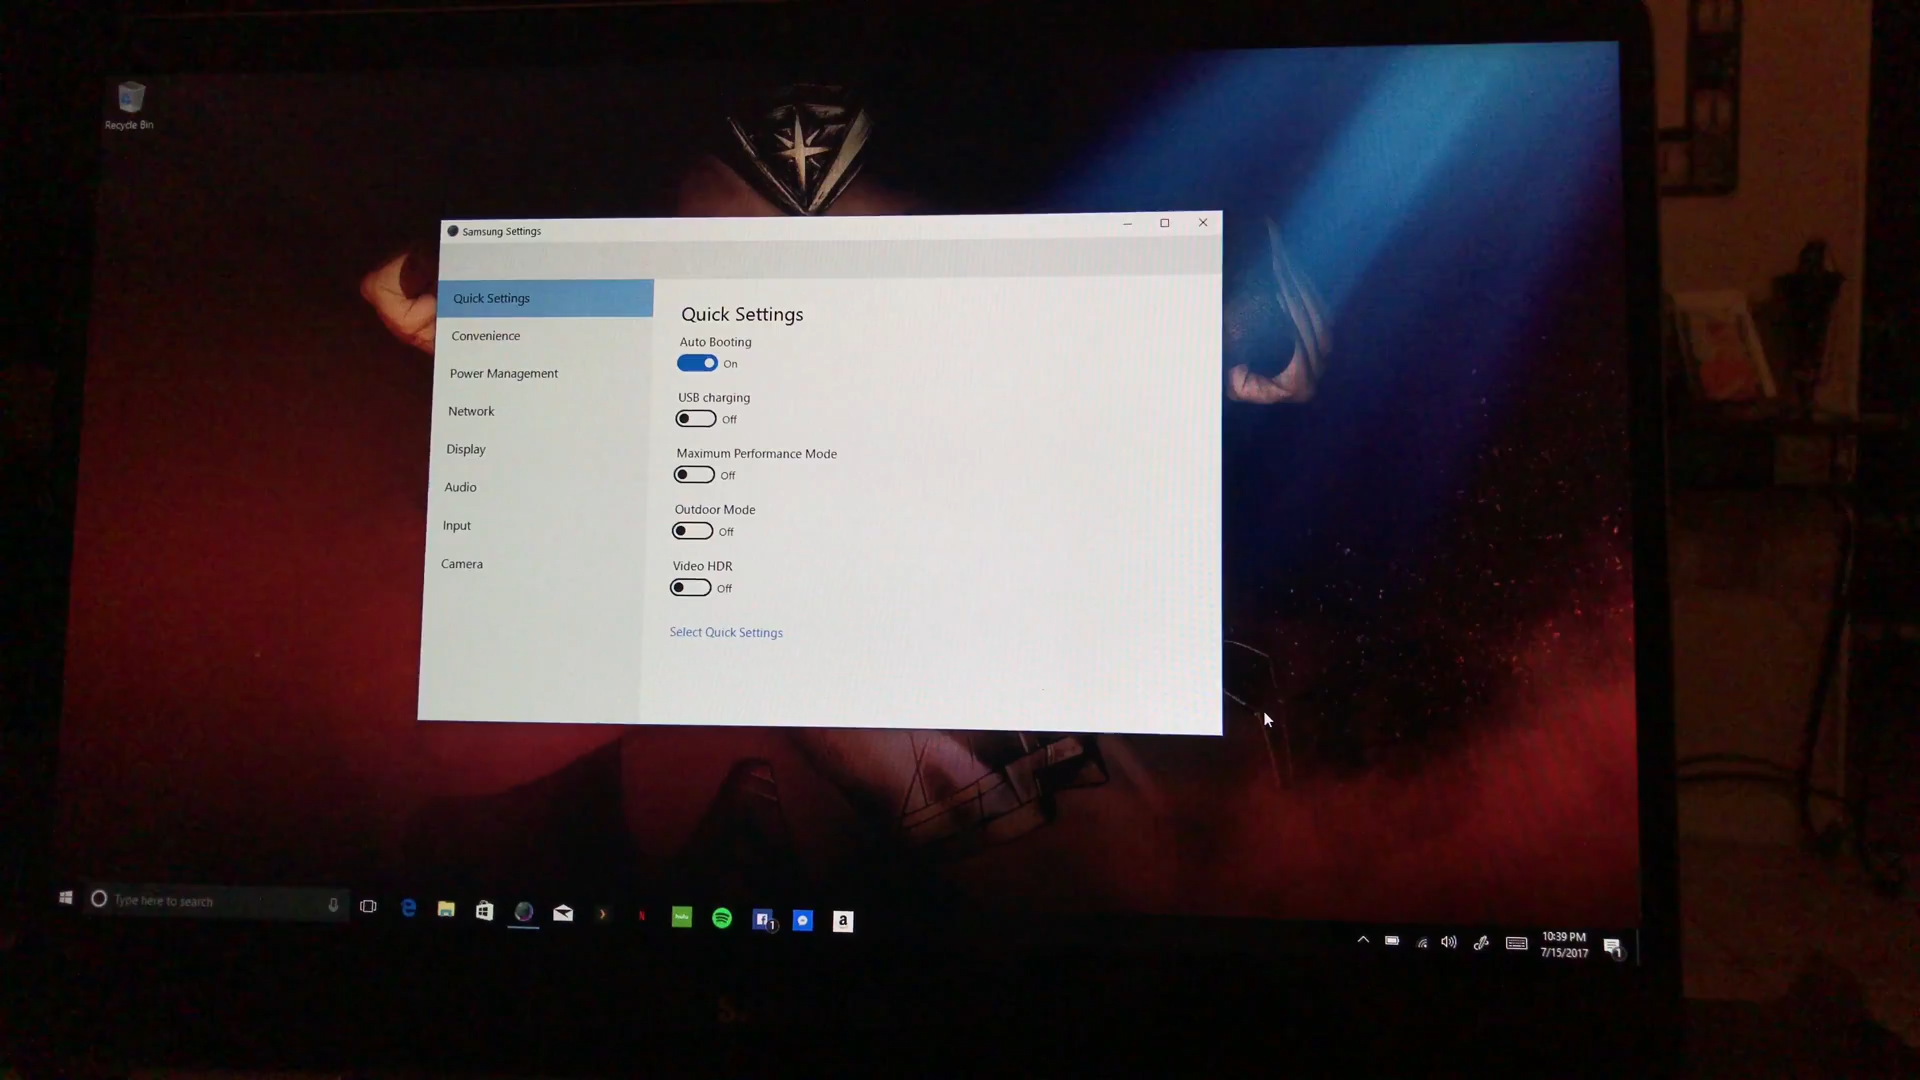 Recycle Bin
Samsung Settings
Quick Settings
Convenience
Power Management
Network
Display
Audio
Input
Camera
Quick Settings
Auto Booting
On
USB charging
Off
Maximum Performance Mode
Off
Outdoor Mode
Off
Video HDR
Off
Select Quick Settings
Type here to search
hulu
a
10:39 PM
7/15/2017